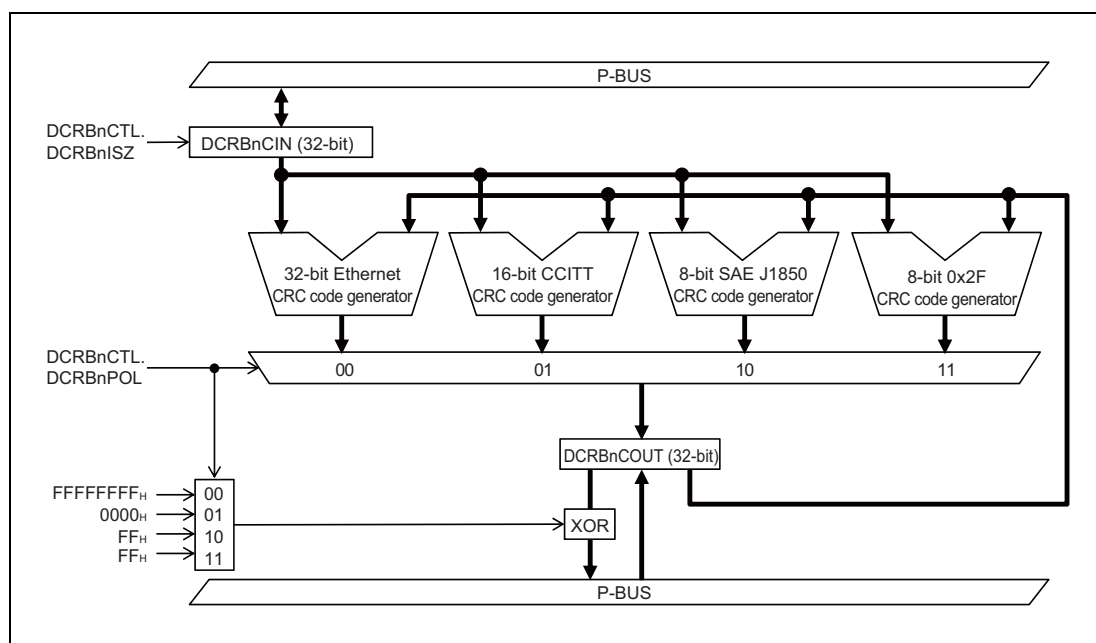 P-BUS
DCRBnCTL.
DCRBnISZ
DCRBnCIN (32-bit)
32-bit Ethernet
CRC code generator
16-bit CCITT
CRC code generator
8-bit SAE J1850
CRC code generator
8-bit 0x2F
CRC code generator
DCRBnCTL.
DCRBnPOL
00
01
10
11
DCRBnCOUT (32-bit)
FFFFFFFFH
0000H
FFH
FFH
00
01
10
11
XOR
P-BUS